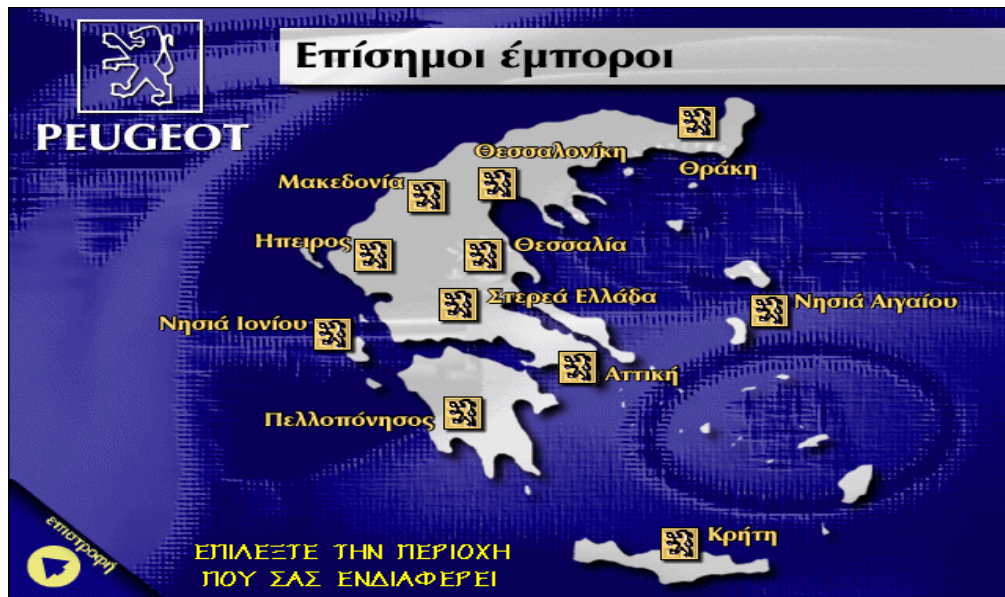 PEUGEOT
Επίσημοι έμποροι
Θεσσαλονίκη
Θράκη
Μακεδονία
Ηπειρος
Θεσσαλία
Στερεά Ελλάδα
Νησιά Αιγαίου
Νησιά Ιονίου
Αττική
Πελλοπόνησος
Κρήτη
επιστροφή
ΕΠΙΛΕΞΤΕ ΤΗΝ ΠΕΡΙΟΧΗ
ΠΟΥ ΣΑΣ ΕΝΔΙΑΦΕΡΕΙ